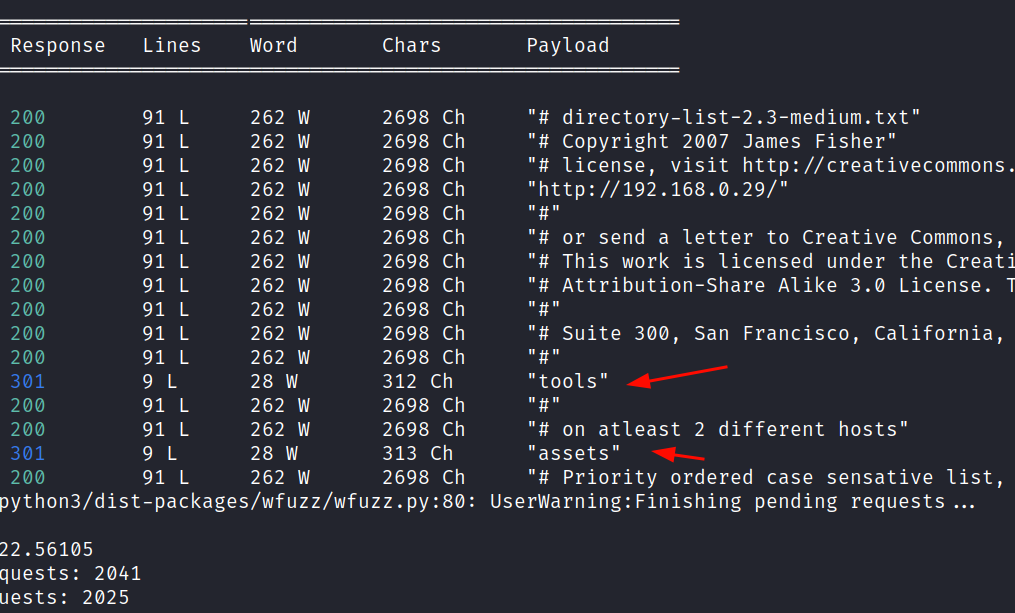 Response Lines Word Chars Payload
200 91 L 262 W 2698 Ch "# directory-list-2.3-medium.txt"
200 91 L 262 W 2698 Ch "# Copyright 2007 James Fisher"
200 91 L 262 W 2698 Ch "# license, visit http://creativecommons.
200 91 L 262 W 2698 Ch "http://192.168.0.29/"
200 91 L 262 W 2698 Ch "#"
200 91 L 262 W 2698 Ch "# or send a letter to Creative Commons,
200 91 L 262 W 2698 Ch "# This work is licensed under the Creati
200 91 L 262 W 2698 Ch "# Attribution-Share Alike 3.0 License. T
200 91 L 262 W 2698 Ch "#"
200 91 L 262 W 2698 Ch "# Suite 300, San Francisco, California,
200 91 L 262 W 2698 Ch "#"
301 9 L 28 W 312 Ch "tools"
200 91 L 262 W 2698 Ch "#"
200 91 L 262 W 2698 Ch "# on atleast 2 different hosts"
301 9 L 28 W 313 Ch "assets"
200 91 L 262 W 2698 Ch "# Priority ordered case sensative list,
python3/dist-packages/wfuzz/wfuzz.py:80: UserWarning:Finishing pending requests...
22.56105
quests: 2041
uests: 2025